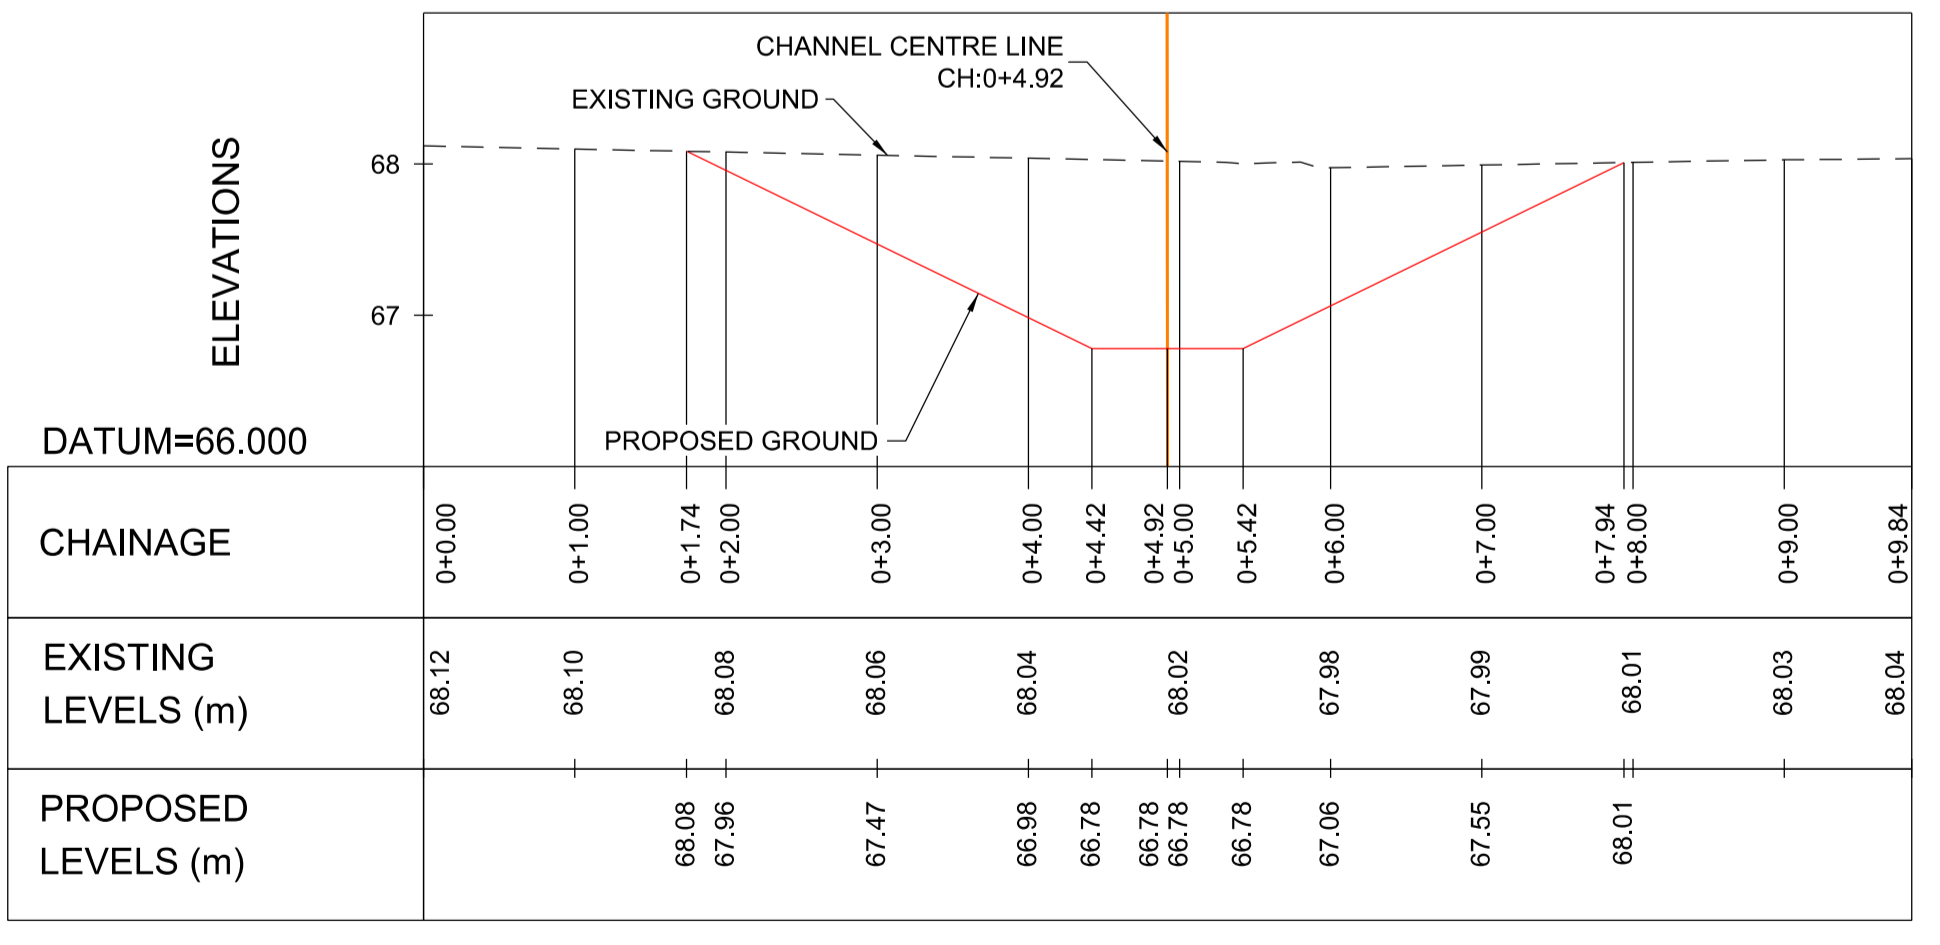 CHANNEL CENTRE LINE
CH:0+4.92
EXISTING GROUND
ELEVATIONS
68
67
PROPOSED GROUND
DATUM=66.000
CHAINAGE
0+0.00 0+1.00 0+1.74 0+2.00 0+3.00 0+4.00 0+4.42 0+4.92 0+5.00 0+5.42 0+6.00 0+7.00 0+7.94 0+8.00 0+9.00 0+9.84
EXISTING
LEVELS (m)
68.12 68.10 68.08 68.06 68.04 68.02 67.98 67.99 68.01 68.03 68.04
PROPOSED
LEVELS (m)
68.08 67.96 67.47 66.98 66.78 66.78 66.78 66.78 67.06 67.55 68.01